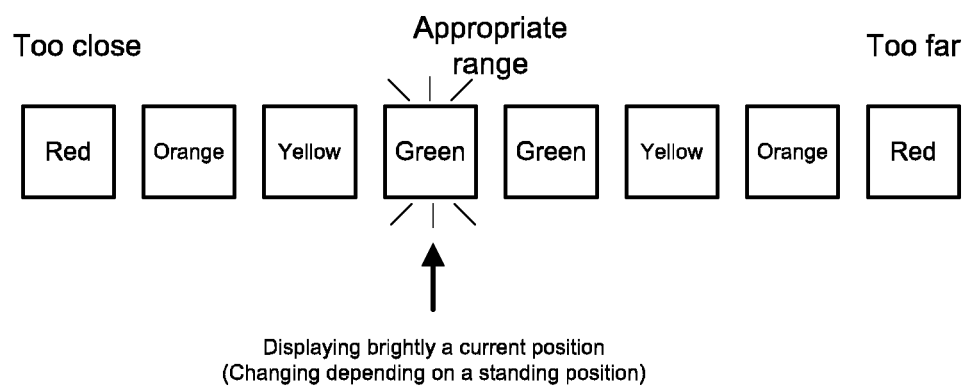 Too close
Appropriate
range
Too far
Red Orange Yellow Green Green Yellow Orange Red
Displaying brightly a current position
(Changing depending on a standing position)